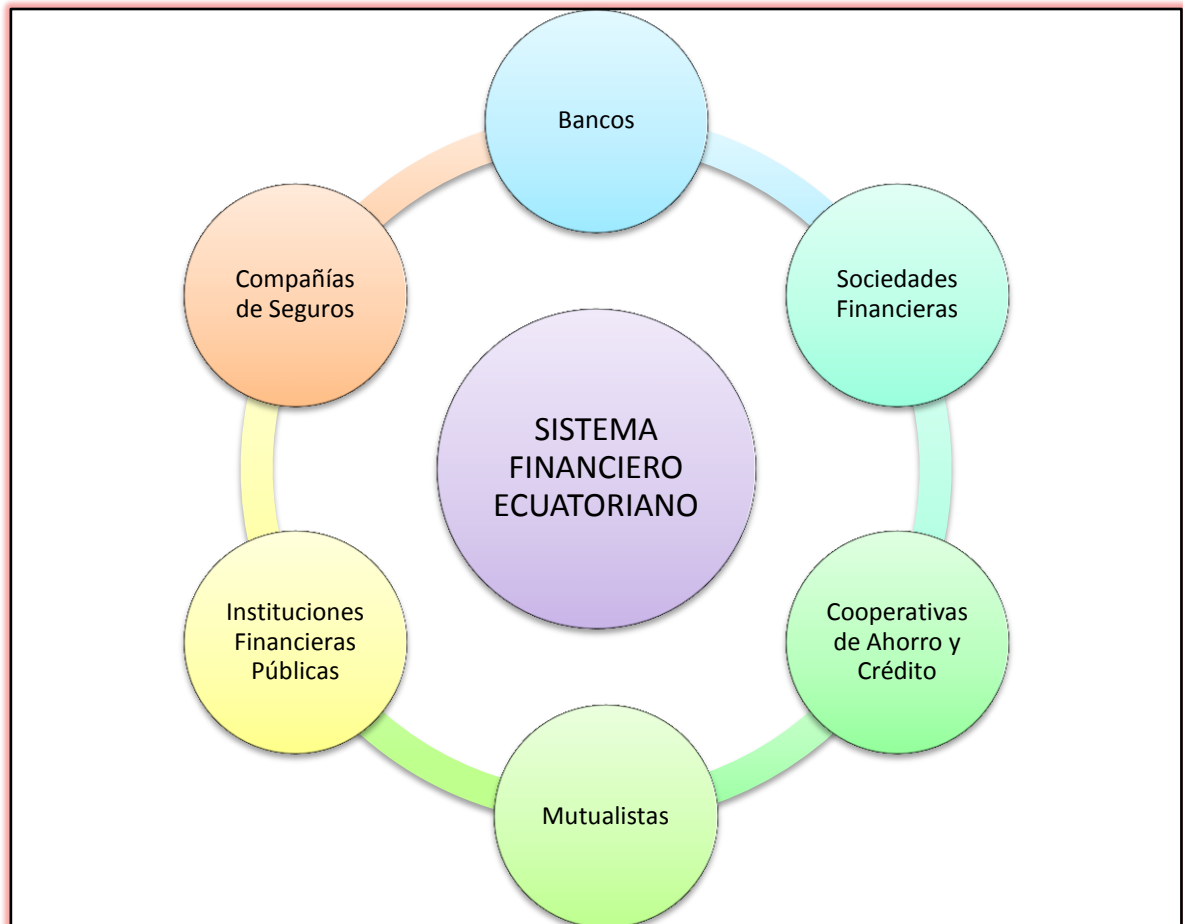 Bancos
Sociedades
Financieras
Cooperativas
de Ahorro y
Crédito
Mutualistas
Instituciones
Financieras
Públicas
Compañías
de Seguros
SISTEMA
FINANCIERO
ECUATORIANO